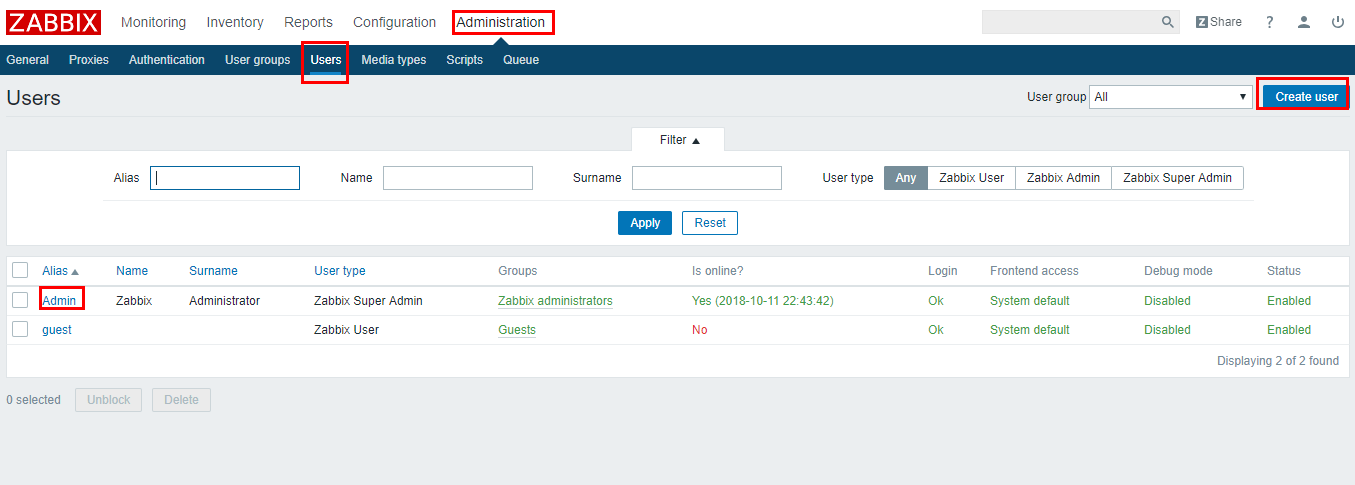 ZABBIX Monitoring Inventory Reports Configuration Administration Z Share ?
General Proxies Authentication User groups Users Media types Scripts Queue
Users User group All Create user
Filter
Alias Name Surname User type Any Zabbix User Zabbix Admin Zabbix Super Admin
Apply Reset
Alias Name Surname User type Groups Is online? Login Frontend access Debug mode Status
Admin Zabbix Administrator Zabbix Super Admin Zabbix administrators Yes (2018-10-11 22:43:42) Ok System default Disabled Enabled
guest Zabbix User Guests No Ok System default Disabled Enabled
Displaying 2 of 2 found
0 selected Unblock Delete